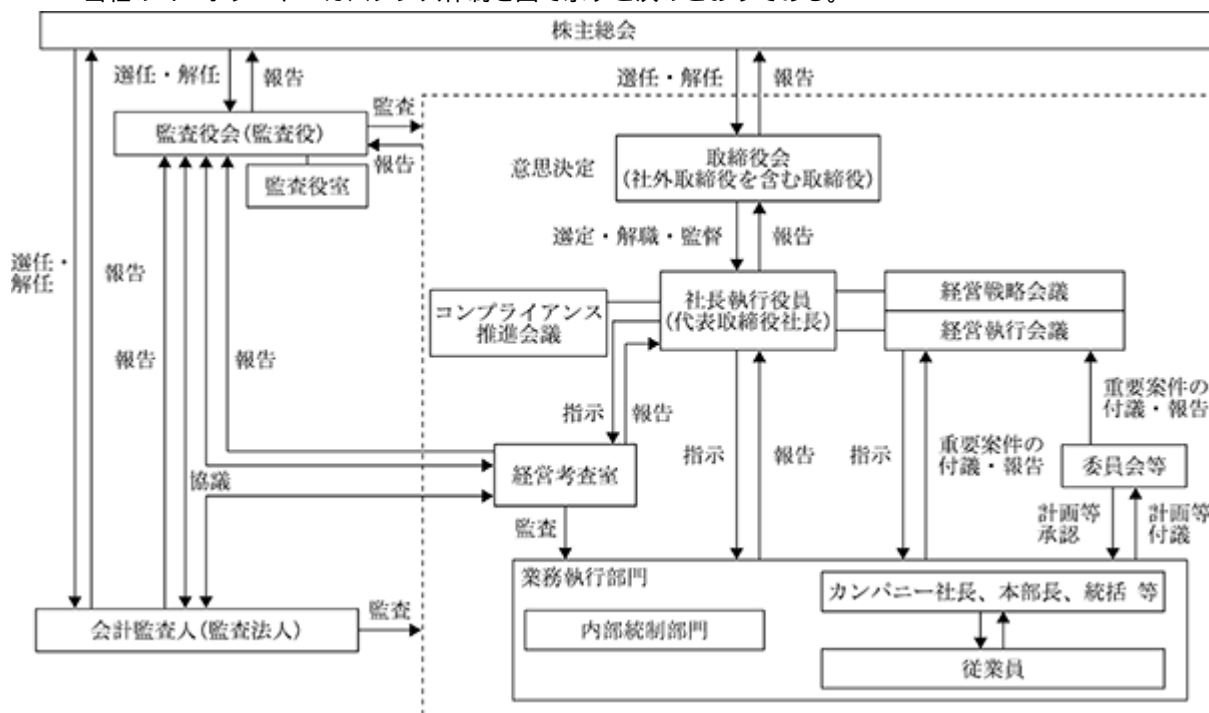 株主総会
選任・解任
報告
選任・解任
報告
監査
監査役会(監査役)
報告
監査役室
意思決定
取締役会
(社外取締役を含む取締役)
選定・解職・監督
報告
選任・
解任
報告
コンプライアンス
推進会議
社長執行役員
(代表取締役社長)
経営戦略会議
経営執行会議
報告
報告
指示
報告
指示
報告
指示
重要案件の
付議・報告
重要案件の
付議・報告
協議
経営考査室
委員会等
監査
計画等
承認
計画等
付議
業務執行部門
カンパニー社長、本部長、統括 等
内部統制部門
従業員
会計監査人(監査法人)
監査